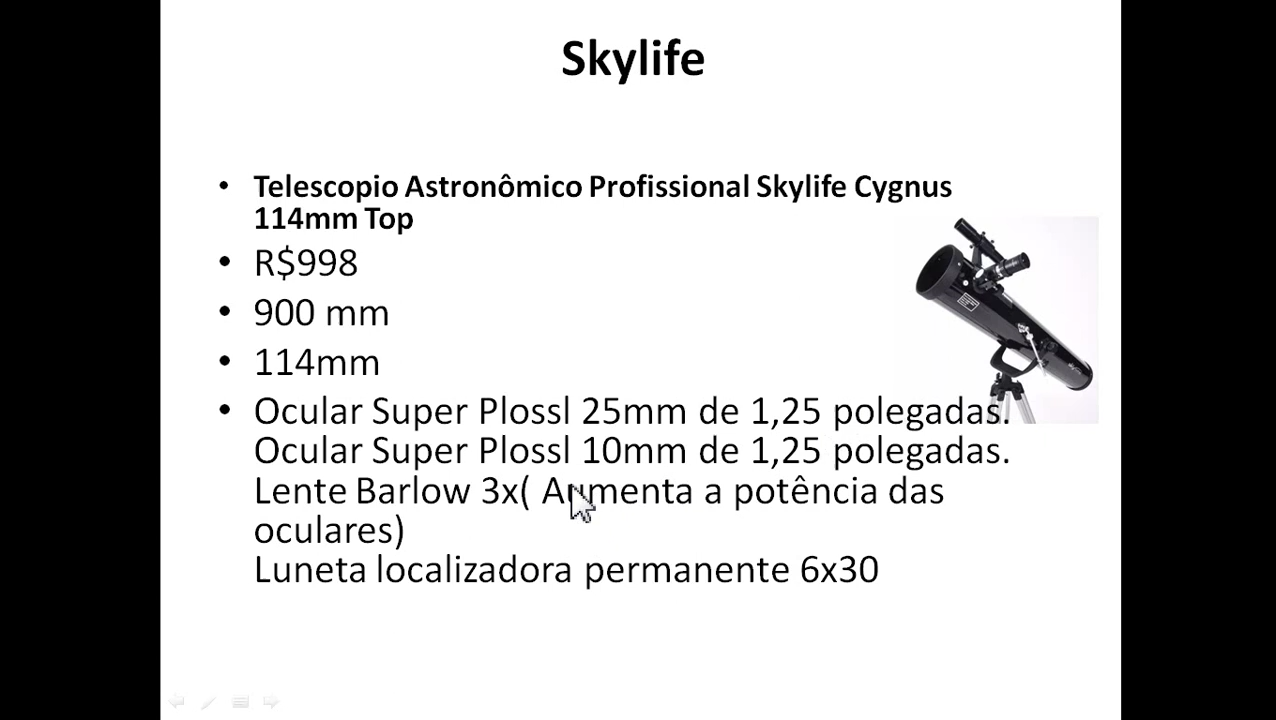 Skylife
• Telescopio Astronômico Profissional Skylife Cygnus
114mm Top
• R$998
• 900 mm
• 114mm
• Ocular Super Plossl 25mm de 1,25 polegadas.
Ocular Super Plossl 10mm de 1,25 polegadas.
Lente Barlow 3x( Aumenta a potência das
oculares)
Luneta localizadora permanente 6x30